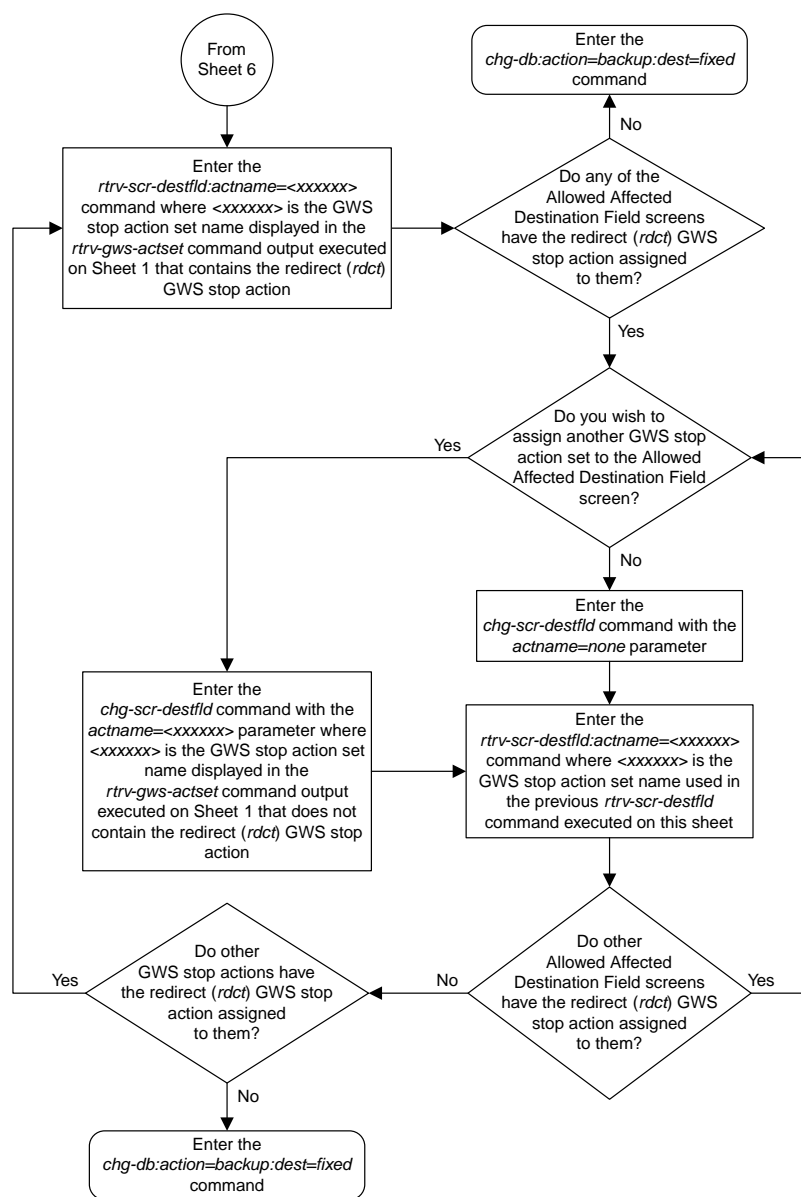 From
Sheet 6
Enter the
chg-db:action=backup:dest=fixed
command
No
Enter the
rtrv-scr-destfld:actname=<xxxxxx>
command where <xxxxxx> is the GWS
stop action set name displayed in the
rtrv-gws-actset command output executed
on Sheet 1 that contains the redirect (rdct)
GWS stop action
Do any of the
Allowed Affected
Destination Field screens
have the redirect (rdct) GWS
stop action assigned
to them?
Yes
Do you wish to
assign another GWS stop
action set to the Allowed
Affected Destination Field
screen?
Yes
No
Enter the
chg-scr-destfld command with the
actname=none parameter
Enter the
chg-scr-destfld command with the
actname=<xxxxxx> parameter where
<xxxxxx> is the GWS stop action set
name displayed in the
rtrv-gws-actset command output
executed on Sheet 1 that does not
contain the redirect (rdct) GWS stop
action
Enter the
rtrv-scr-destfld:actname=<xxxxxx>
command where <xxxxxx> is the
GWS stop action set name used in
the previous rtrv-scr-destfld
command executed on this sheet
Do other
Allowed Affected
Destination Field screens
have the redirect (rdct) GWS
stop action assigned
to them?
Yes
No
Do other
GWS stop actions have
the redirect (rdct) GWS stop
action assigned
to them?
Yes
No
Enter the
chg-db:action=backup:dest=fixed
command